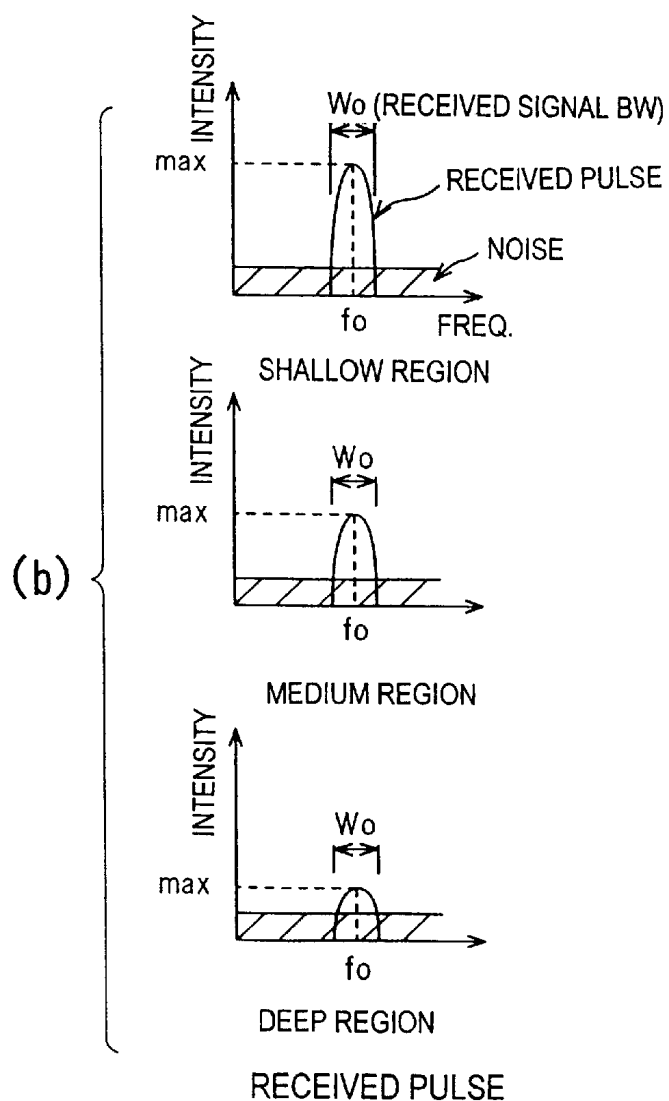 (b)
INTENSITY
Wo (RECEIVED SIGNAL BW)
max
RECEIVED PULSE
NOISE
fo
FREQ.
SHALLOW REGION
INTENSITY
Wo
max
fo
MEDIUM REGION
INTENSITY
Wo
max
fo
DEEP REGION
RECEIVED PULSE